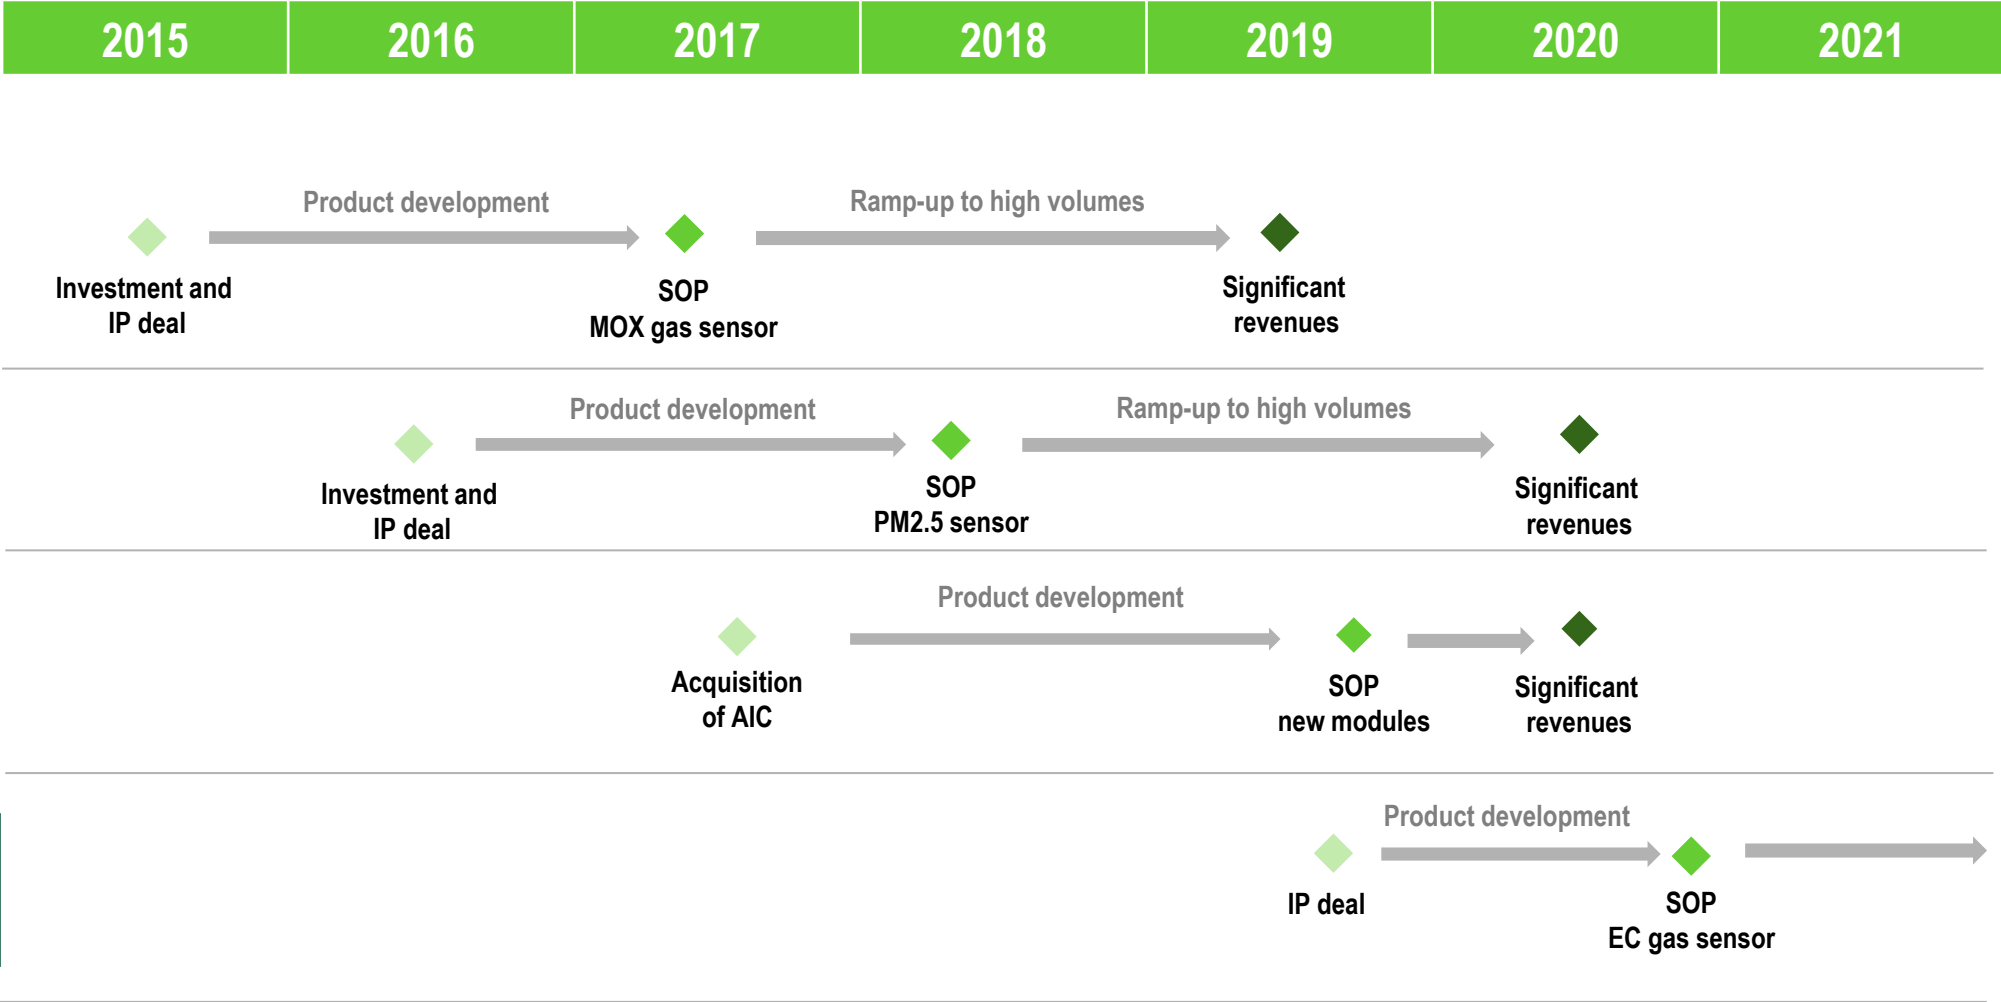 2015 2016 2017 2018 2019 2020 2021
Product development
Ramp-up to high volumes
Investment and
IP deal
SOP
MOX gas sensor
Significant
revenues
Product development
Ramp-up to high volumes
Investment and
IP deal
SOP
PM2.5 sensor
Significant
revenues
Product development
Acquisition
of AIC
SOP
new modules
Significant
revenues
Product development
IP deal
SOP
EC gas sensor